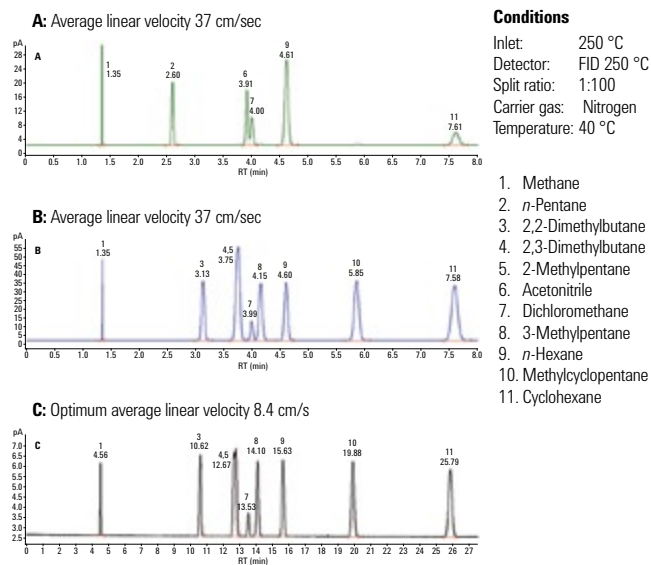 A: Average linear velocity 37 cm/sec
pA
28
24
20
16
12
8
4
0
A
1
1.35
2
2.60
6
3.91
7
4.00
9
4.61
11
7.61
0 0.5 1.0 1.5 2.0 2.5 3.0 3.5 4.0 4.5 5.0 5.5 6.0 6.5 7.0 7.5 8.0
RT (min)
B: Average linear velocity 37 cm/sec
pA
55
50
45
40
35
30
25
20
15
10
5
0
B
1
1.35
3
3.13
4,5
3.75
7
3.99
8
4.15
9
4.60
10
5.85
11
7.58
0 0.5 1.0 1.5 2.0 2.5 3.0 3.5 4.0 4.5 5.0 5.5 6.0 6.5 7.0 7.5 8.0
RT (min)
C: Optimum average linear velocity 8.4 cm/s
pA
7.0
6.5
6.0
5.5
5.0
4.5
4.0
3.5
3.0
2.5
C
1
4.56
3
10.62
4,5
12.67
7
13.53
8
14.10
9
15.63
10
19.88
11
25.79
0 1 2 3 4 5 6 7 8 9 10 11 12 13 14 15 16 17 18 19 20 21 22 23 24 25 26 27
RT (min)
Conditions
Inlet: 250 °C
Detector: FID 250 °C
Split ratio: 1:100
Carrier gas: Nitrogen
Temperature: 40 °C
1. Methane
2. n-Pentane
3. 2,2-Dimethylbutane
4. 2,3-Dimethylbutane
5. 2-Methylpentane
6. Acetonitrile
7. Dichloromethane
8. 3-Methylpentane
9. n-Hexane
10. Methylcyclopentane
11. Cyclohexane